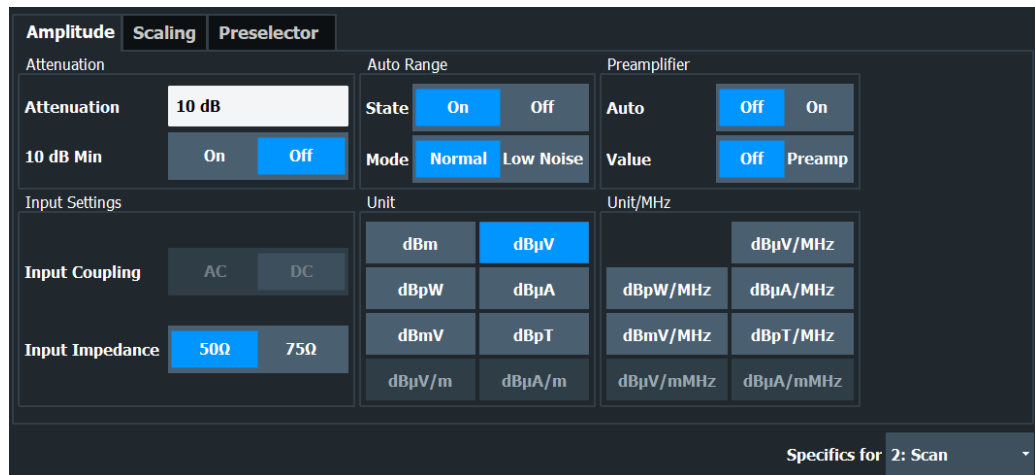 Amplitude Scaling Preselector
Attenuation Auto Range Preamplifier
Attenuation 10 dB State On Off Auto Off On
10 dB Min On Off Mode Normal Low Noise Value Off Preamp
Input Settings Unit Unit/MHz
dBm dBµV dBµV/MHz
Input Coupling AC DC
dBpW dBµA dBpW/MHz dBµA/MHz
dBmV dBpT dBmV/MHz dBpT/MHz
Input Impedance 50Ω 75Ω
dBµV/m dBµA/m dBµV/mMHz dBµA/mMHz
Specifics for 2: Scan